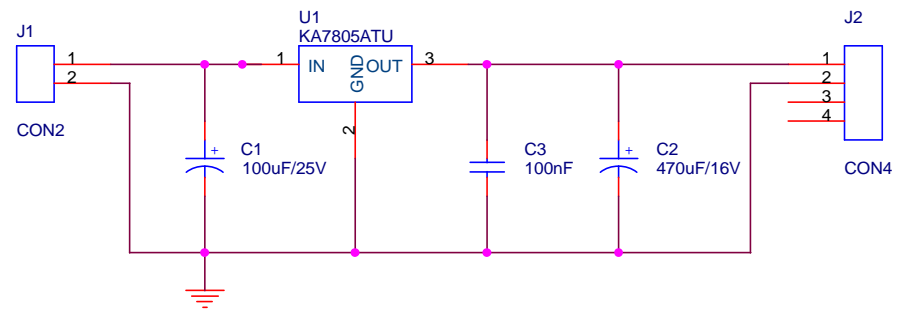 J1
1
2
CON2
U1
KA7805ATU
1
IN
GND
OUT
3
2
+
C1
100uF/25V
C3
100nF
+
C2
470uF/16V
J2
1
2
3
4
CON4